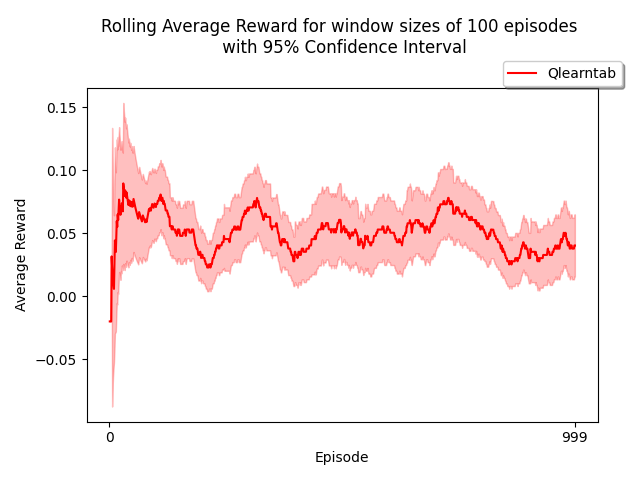 Rolling Average Reward for window sizes of 100 episodes
with 95% Confidence Interval
Qlearntab
0.15
0.10
0.05
0.00
−0.05
Average Reward
0
999
Episode